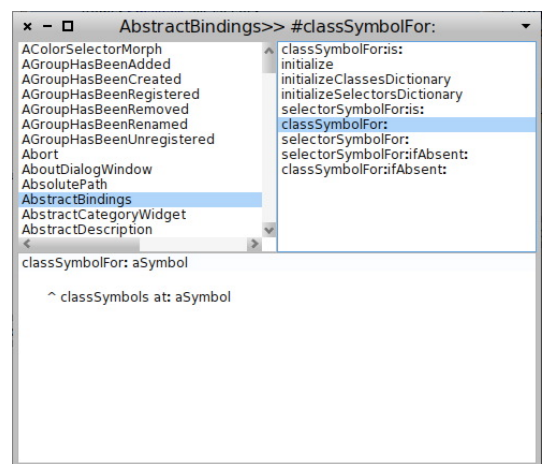 AbstractBindings>> #classSymbolFor:
AColorSelectorMorph
AGroupHasBeenAdded
AGroupHasBeenCreated
AGroupHasBeenRegistered
AGroupHasBeenRemoved
AGroupHasBeenRenamed
AGroupHasBeenUnregistered
Abort
AboutDialogWindow
AbsolutePath
AbstractBindings
AbstractCategoryWidget
AbstractDescription
classSymbolFor:is:
initialize
initializeClassesDictionary
initializeSelectorsDictionary
selectorSymbolFor:is:
classSymbolFor:
selectorSymbolFor:
selectorSymbolFor:ifAbsent:
classSymbolFor:ifAbsent:
classSymbolFor: aSymbol
^ classSymbols at: aSymbol